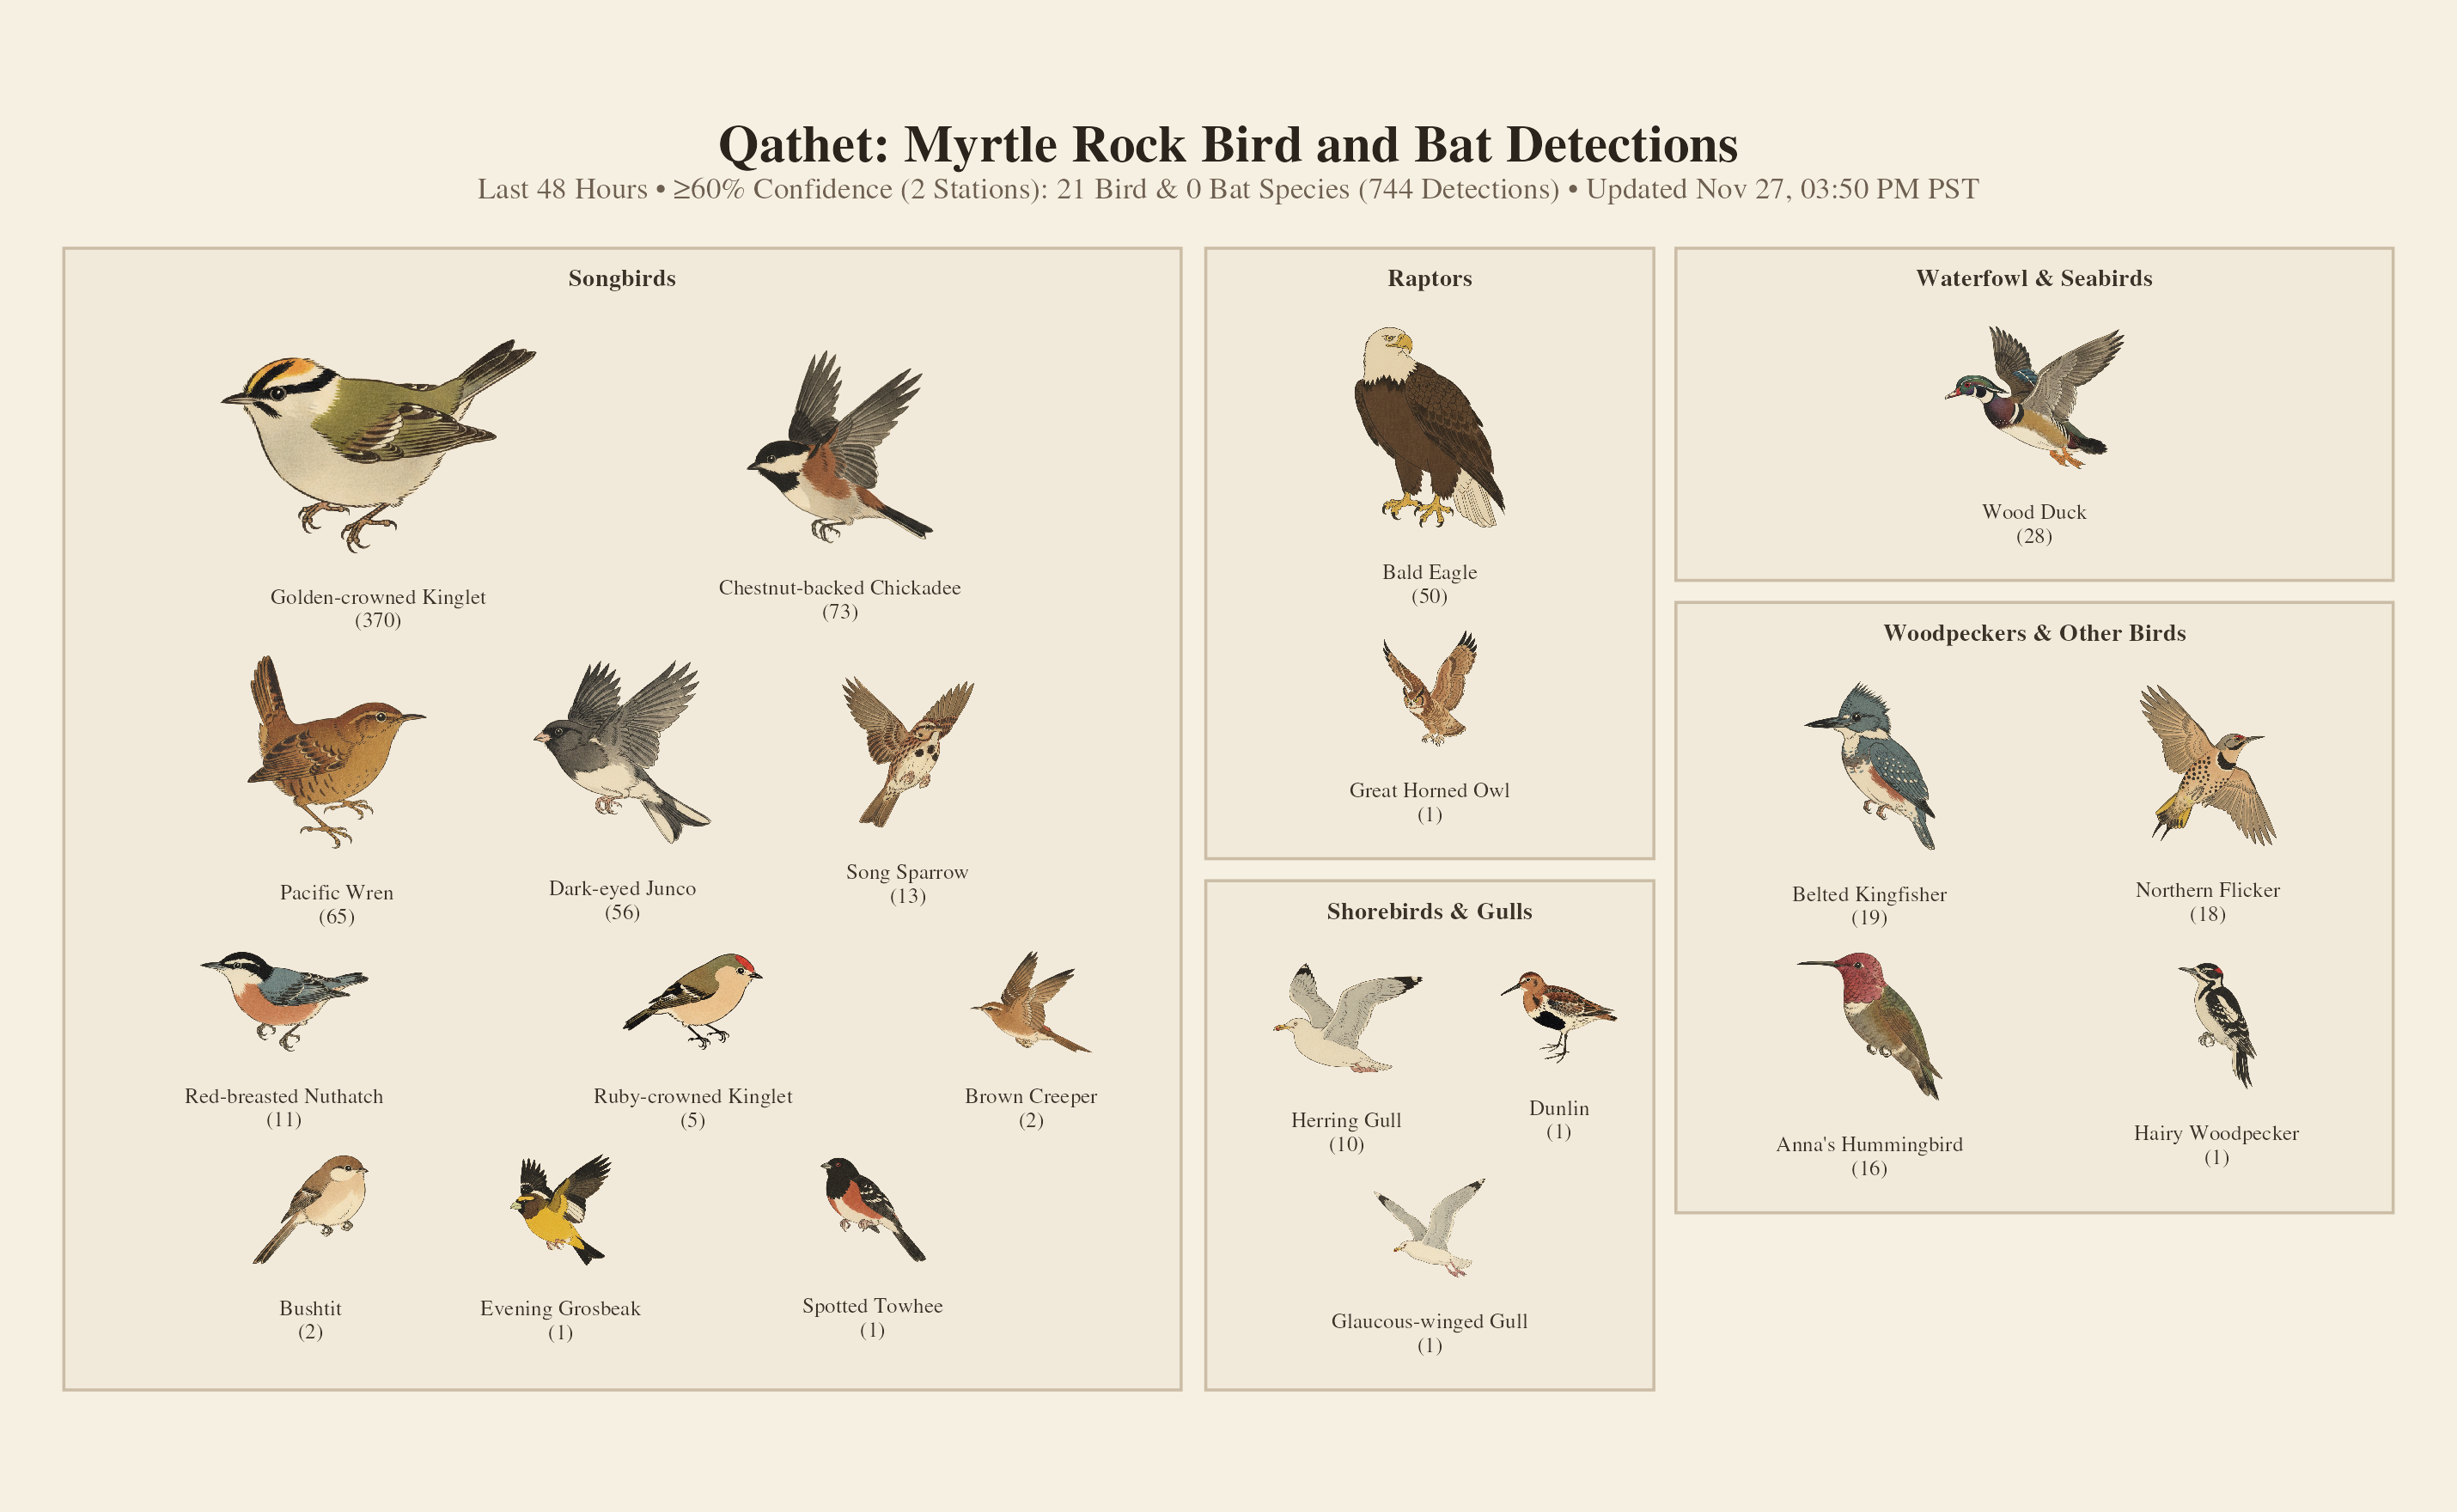 Qathet: Myrtle Rock Bird and Bat Detections
Last 48 Hours • ≥60% Confidence (2 Stations): 21 Bird & 0 Bat Species (744 Detections) • Updated Nov 27, 03:50 PM PST
Songbirds
Golden-crowned Kinglet
(370)
Chestnut-backed Chickadee
(73)
Pacific Wren
(65)
Dark-eyed Junco
(56)
Song Sparrow
(13)
Red-breasted Nuthatch
(11)
Ruby-crowned Kinglet
(5)
Brown Creeper
(2)
Bushtit
(2)
Evening Grosbeak
(1)
Spotted Towhee
(1)
Raptors
Bald Eagle
(50)
Great Horned Owl
(1)
Shorebirds & Gulls
Herring Gull
(10)
Dunlin
(1)
Glaucous-winged Gull
(1)
Waterfowl & Seabirds
Wood Duck
(28)
Woodpeckers & Other Birds
Belted Kingfisher
(19)
Northern Flicker
(18)
Anna's Hummingbird
(16)
Hairy Woodpecker
(1)